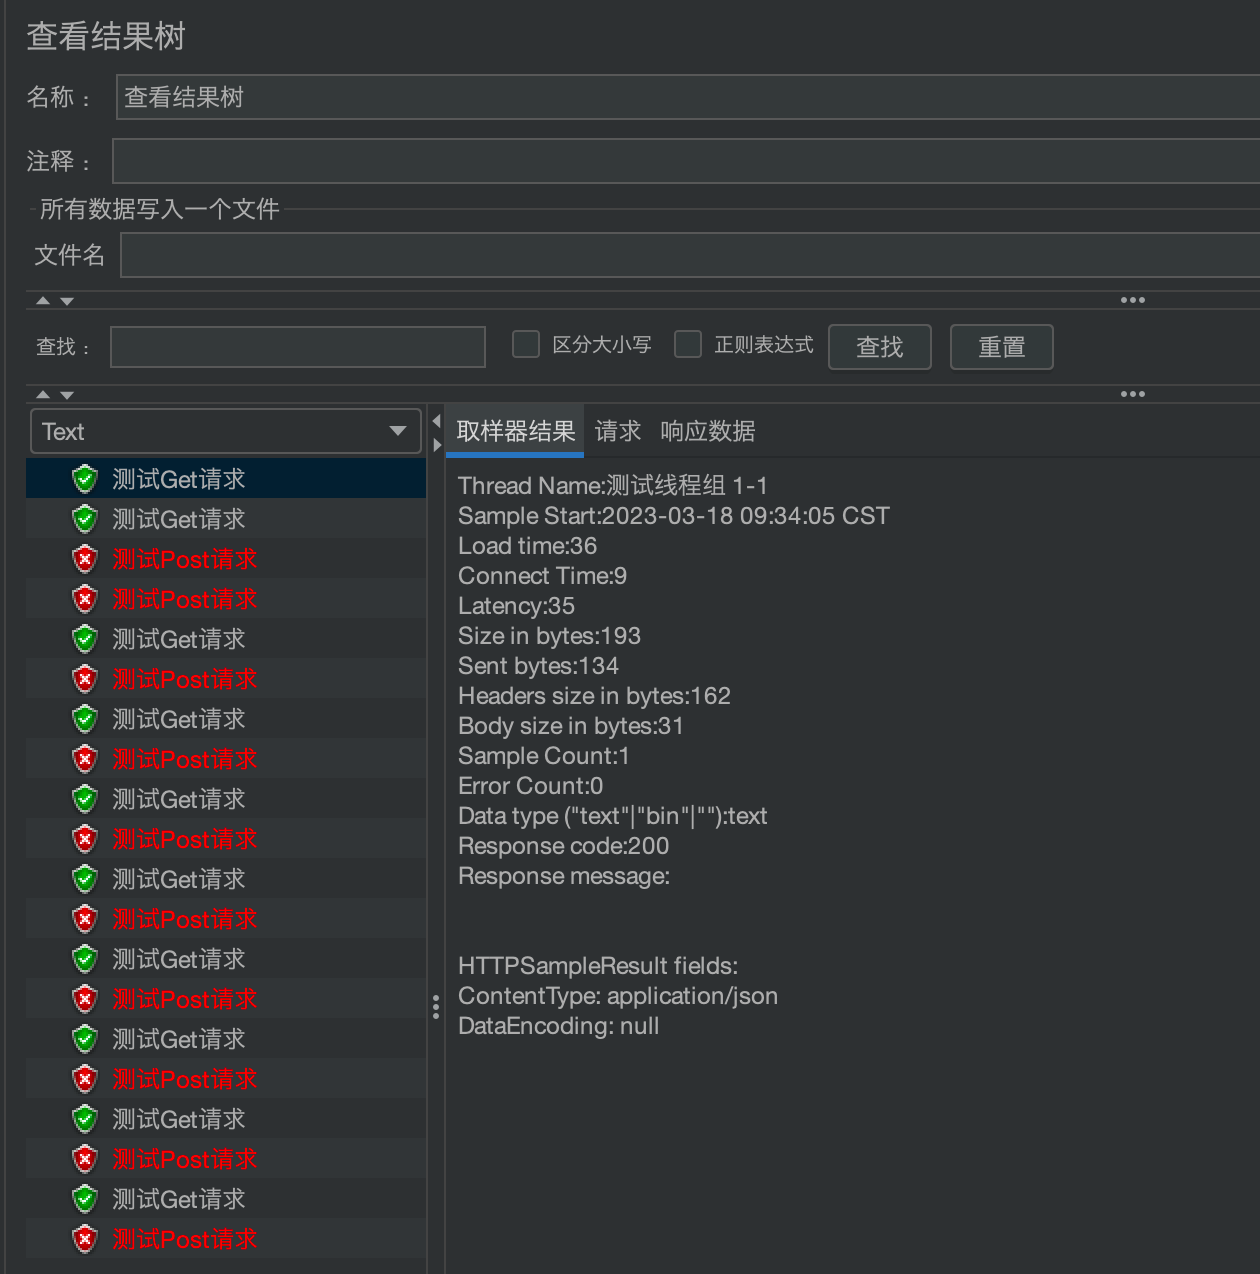 查看结果树
名称： 查看结果树
注释：
所有数据写入一个文件
文件名
查找： 区分大小写 正则表达式 查找 重置
Text
测试Get请求
测试Get请求
测试Post请求
测试Post请求
测试Get请求
测试Post请求
测试Get请求
测试Post请求
测试Get请求
测试Post请求
测试Get请求
测试Post请求
测试Get请求
测试Post请求
测试Get请求
测试Post请求
测试Get请求
测试Post请求
测试Get请求
测试Post请求
取样器结果 请求 响应数据
Thread Name:测试线程组 1-1
Sample Start:2023-03-18 09:34:05 CST
Load time:36
Connect Time:9
Latency:35
Size in bytes:193
Sent bytes:134
Headers size in bytes:162
Body size in bytes:31
Sample Count:1
Error Count:0
Data type ("text"|"bin"|""):text
Response code:200
Response message:
HTTPSampleResult fields:
ContentType: application/json
DataEncoding: null